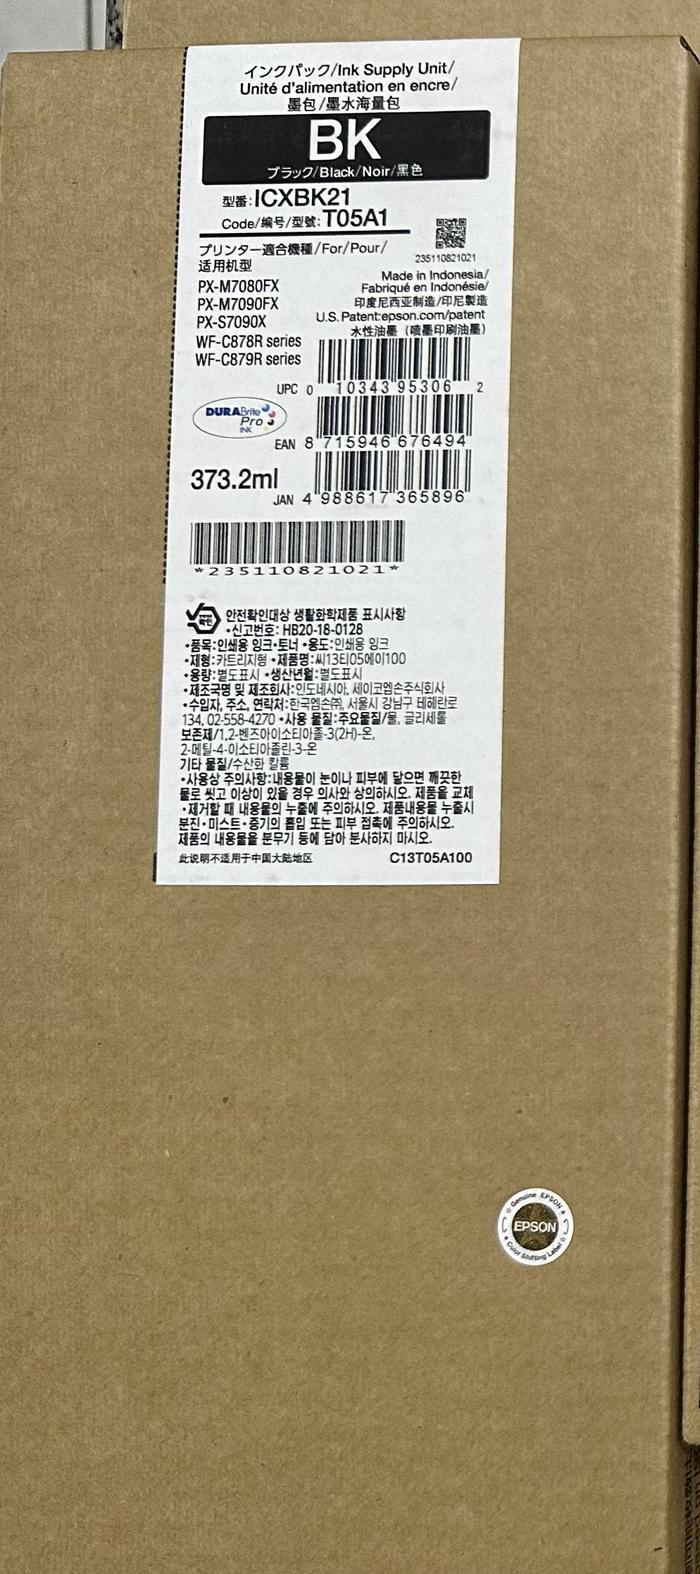 インクパック/Ink Supply Unit/
Unité d'alimentation en encre/
墨包/墨水海量包
BK
ブラック/Black/Noir/黑色
型番:ICXBK21
Code/编号/型號:T05A1
235110821021
プリンター適合機種/For/Pour/
适用机型
PX-M7080FX
PX-M7090FX
PX-S7090X
WF-C878R series
WF-C879R series
Made in Indonesia/
Fabriqué en Indonésie/
印度尼西亚制造/印尼製造
U.S. Patent:epson.com/patent
水性油墨（喷墨印刷油墨）
UPC 0 10343 95306 2
DURABrite
Pro
INK
EAN 8 715946 676494
373.2ml
JAN 4 988617 365896
*235110821021*
안전확인대상 생활화학제품 표시사항
•신고번호: HB20-18-0128
•품목:인쇄용 잉크•토너 •용도:인쇄용 잉크
•제형:카트리지형 •제품명:씨13티05에이100
•용량:별도표시 •생산년월:별도표시
•제조국명 및 제조회사:인도네시아, 세이코엡손주식회사
•수입자, 주소, 연락처:한국엡손㈜, 서울시 강남구 테헤란로
134, 02-558-4270 •사용 물질:주요물질/물, 글리세롤
보존제/1,2-벤즈아이소티아졸-3(2H)-온,
2-메틸-4-이소티아졸린-3-온
기타 물질/수산화 칼륨
•사용상 주의사항:내용물이 눈이나 피부에 닿으면 깨끗한
물로 씻고 이상이 있을 경우 의사와 상의하시오. 제품을 교체
•제거할 때 내용물의 누출에 주의하시오. 제품내용물 누출시
분진•미스트•증기의 흡입 또는 피부 접촉에 주의하시오.
제품의 내용물을 분무기 등에 담아 분사하지 마시오.
此说明不适用于中国大陆地区 C13T05A100
Genuine EPSON
EPSON
Color Shifting Label